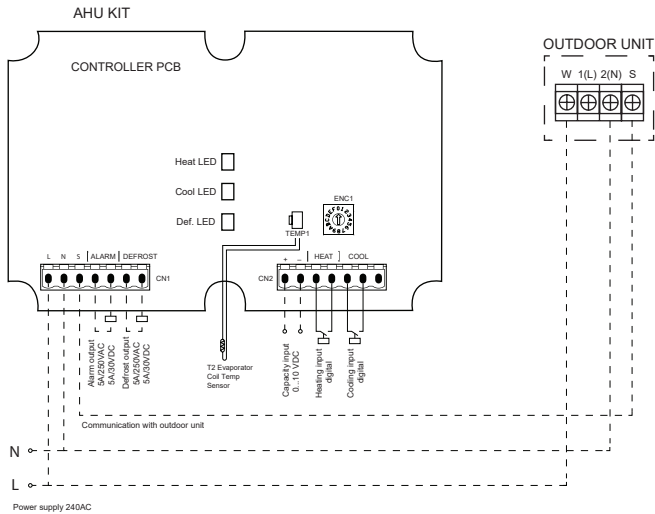 AHU KIT
OUTDOOR UNIT
CONTROLLER PCB
W 1(L) 2(N) S
Heat LED
Cool LED
ENC1
Def. LED
TEMP1
L N S ALARM DEFROST
CN1
+ – HEAT COOL
CN2
Alarm output
5A/250VAC
5A/30VDC
Defrost output
5A/250VAC
5A/30VDC
T2 Evaporator
Coil Temp
Sensor
Capacity input
0...10 VDC
Heating input
digital
Cooling input
digital
Communication with outdoor unit
N
L
Power supply 240AC